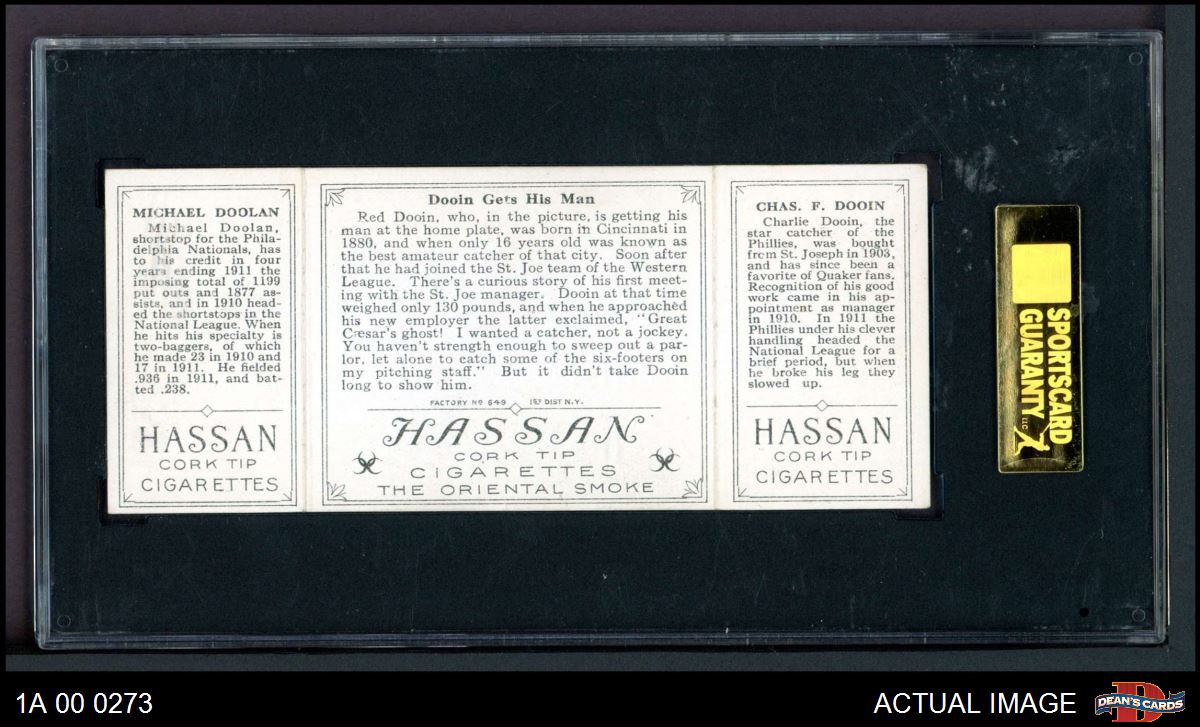 MICHAEL DOOLAN
Michael Doolan,
shortstop for the Phila-
delphia Nationals, has
to his credit in four
years ending 1911 the
imposing total of 1199
put outs and 1877 as-
sists, and in 1910 head-
ed the shortstops in the
National League. When
he hits his specialty is
two-baggers, of which
he made 23 in 1910 and
17 in 1911. He fielded
.936 in 1911, and bat-
ted .238.
HASSAN
CORK TIP
CIGARETTES
Dooin Gets His Man
Red Dooin, who, in the picture, is getting his
man at the home plate, was born in Cincinnati in
1880, and when only 16 years old was known as
the best amateur catcher of that city. Soon after
that he had joined the St. Joe team of the Western
League. There's a curious story of his first meet-
ing with the St. Joe manager. Dooin at that time
weighed only 130 pounds, and when he approached
his new employer the latter exclaimed, "Great
Cæsar's ghost! I wanted a catcher, not a jockey.
You haven't strength enough to sweep out a par-
lor, let alone to catch some of the six-footers on
my pitching staff." But it didn't take Dooin
long to show him.
FACTORY No 649 1ST DIST N.Y.
HASSAN
CORK TIP
CIGARETTES
THE ORIENTAL SMOKE
CHAS. F. DOOIN
Charlie Dooin, the
star catcher of the
Phillies, was bought
from St. Joseph in 1903,
and has since been a
favorite of Quaker fans.
Recognition of his good
work came in his ap-
pointment as manager
in 1910. In 1911 the
Phillies under his clever
handling headed the
National League for a
brief period, but when
he broke his leg they
slowed up.
HASSAN
CORK TIP
CIGARETTES
SPORTSCARD
GUARANTY LLC
1A 00 0273
ACTUAL IMAGE
D
DEAN'S CARDS